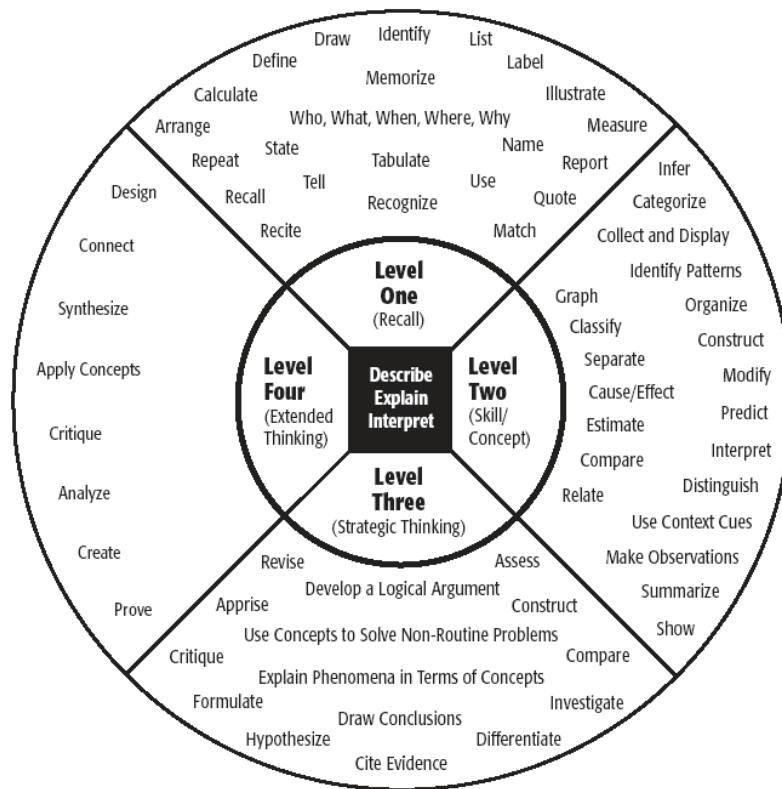 Draw
Identify
List
Define
Memorize
Label
Calculate
Illustrate
Arrange
Who, What, When, Where, Why
Measure
Repeat
State
Tabulate
Name
Report
Recall
Tell
Recognize
Use
Quote
Recite
Match
Level
One
(Recall)
Infer
Categorize
Collect and Display
Identify Patterns
Graph
Organize
Classify
Construct
Separate
Modify
Cause/Effect
Predict
Estimate
Interpret
Compare
Distinguish
Relate
Use Context Cues
Make Observations
Summarize
Show
Level
Two
(Skill/
Concept)
Describe
Explain
Interpret
Level
Three
(Strategic Thinking)
Revise
Assess
Develop a Logical Argument
Apprise
Construct
Use Concepts to Solve Non-Routine Problems
Critique
Compare
Explain Phenomena in Terms of Concepts
Formulate
Investigate
Draw Conclusions
Hypothesize
Differentiate
Cite Evidence
Level
Four
(Extended
Thinking)
Design
Connect
Synthesize
Apply Concepts
Critique
Analyze
Create
Prove